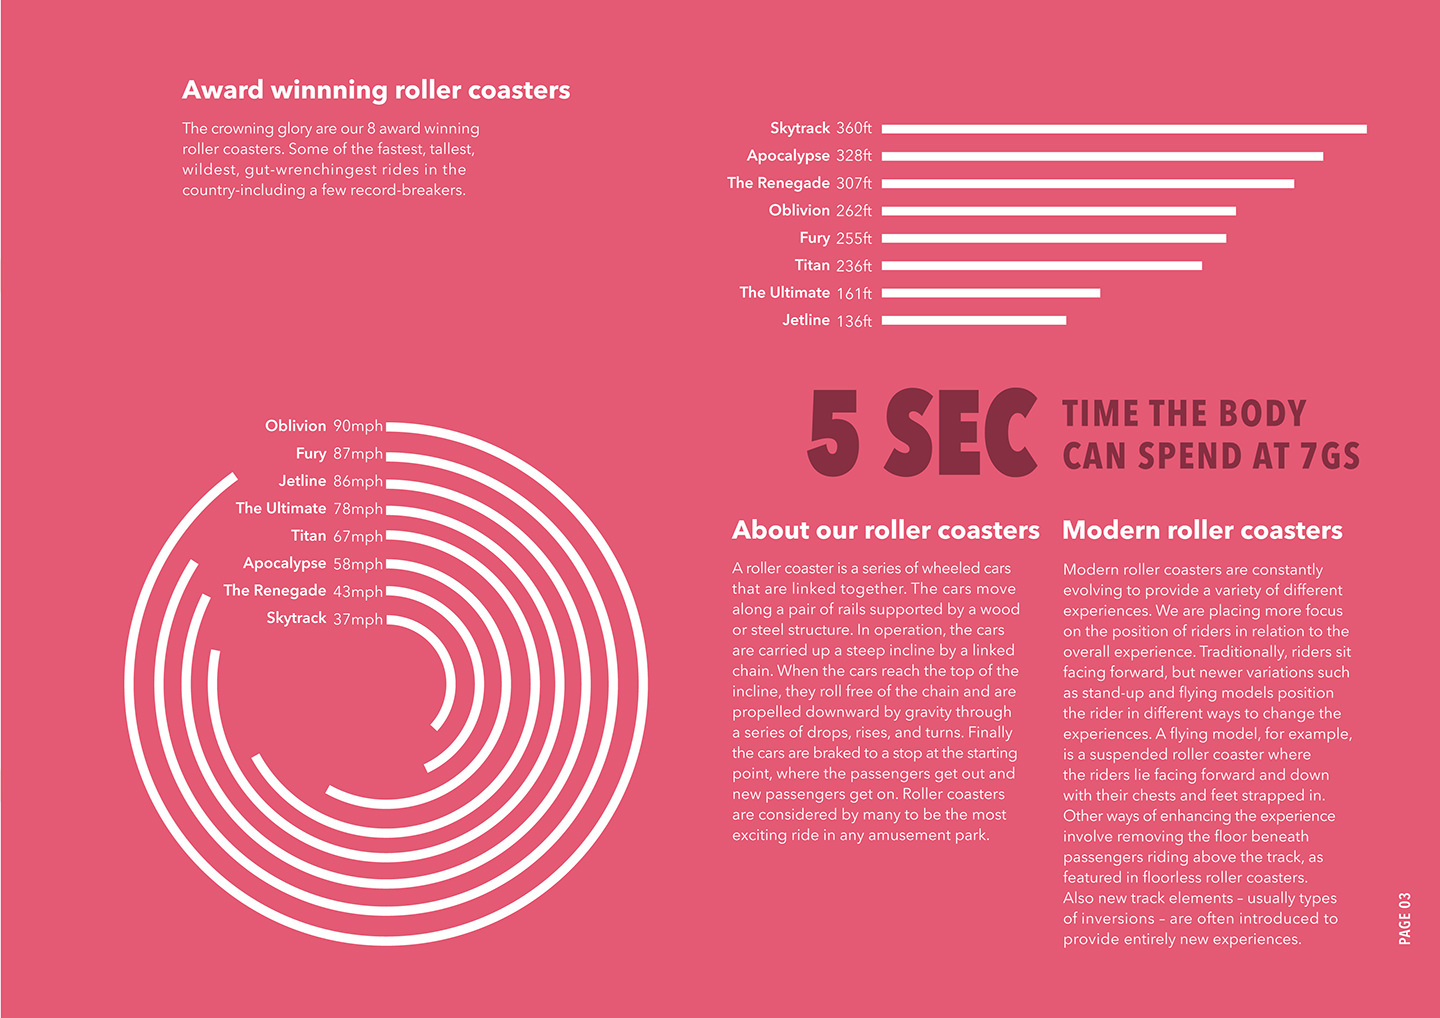 Award winnning roller coasters
The crowning glory are our 8 award winning
roller coasters. Some of the fastest, tallest,
wildest, gut-wrenchingest rides in the
country-including a few record-breakers.
Skytrack 360ft
Apocalypse 328ft
The Renegade 307ft
Oblivion 262ft
Fury 255ft
Titan 236ft
The Ultimate 161ft
Jetline 136ft
Oblivion 90mph
Fury 87mph
Jetline 86mph
The Ultimate 78mph
Titan 67mph
Apocalypse 58mph
The Renegade 43mph
Skytrack 37mph
5 SEC
TIME THE BODY
CAN SPEND AT 7GS
About our roller coasters
A roller coaster is a series of wheeled cars
that are linked together. The cars move
along a pair of rails supported by a wood
or steel structure. In operation, the cars
are carried up a steep incline by a linked
chain. When the cars reach the top of the
incline, they roll free of the chain and are
propelled downward by gravity through
a series of drops, rises, and turns. Finally
the cars are braked to a stop at the starting
point, where the passengers get out and
new passengers get on. Roller coasters
are considered by many to be the most
exciting ride in any amusement park.
Modern roller coasters
Modern roller coasters are constantly
evolving to provide a variety of different
experiences. We are placing more focus
on the position of riders in relation to the
overall experience. Traditionally, riders sit
facing forward, but newer variations such
as stand-up and flying models position
the rider in different ways to change the
experiences. A flying model, for example,
is a suspended roller coaster where
the riders lie facing forward and down
with their chests and feet strapped in.
Other ways of enhancing the experience
involve removing the floor beneath
passengers riding above the track, as
featured in floorless roller coasters.
Also new track elements – usually types
of inversions – are often introduced to
provide entirely new experiences.
PAGE 03